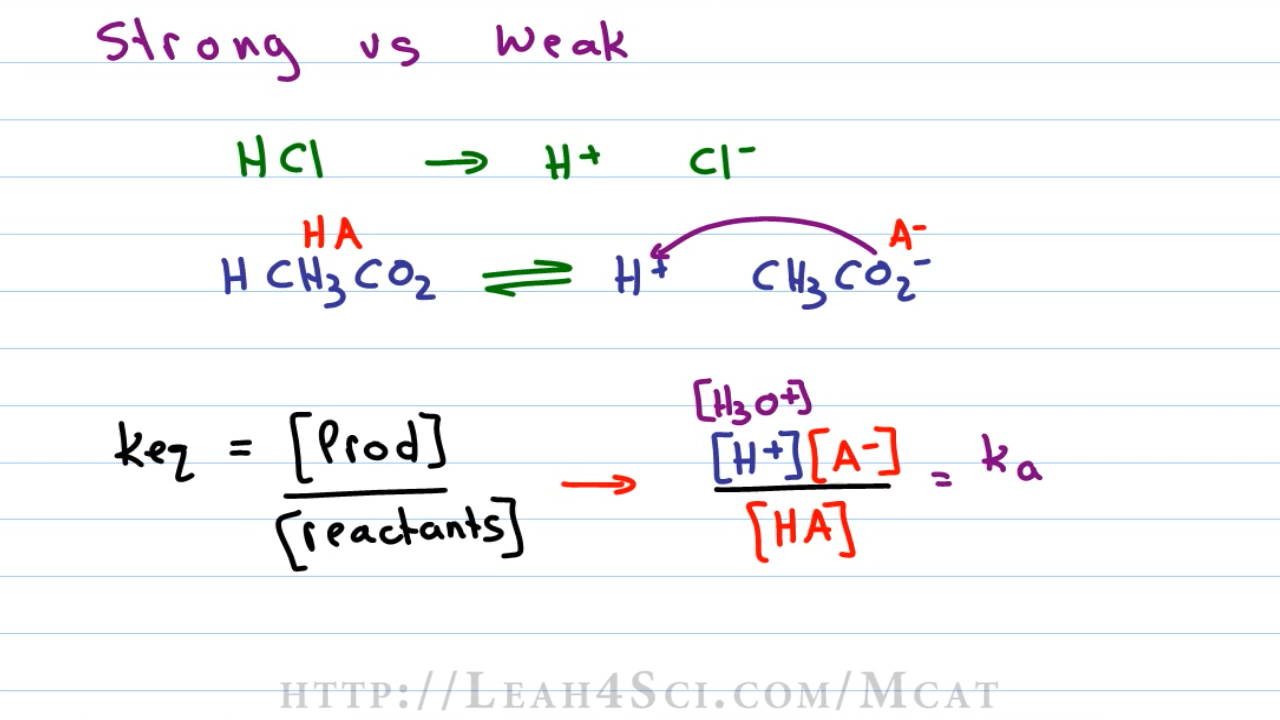 Strong vs Weak
HCl → H+ Cl-
HA A-
HCH3CO2 ⇌ H+ CH3CO2-
[H3O+]
keq = [Prod] → [H+][A-] = ka
[reactants] [HA]
HTTP://LEAH4SCI.COM/MCAT